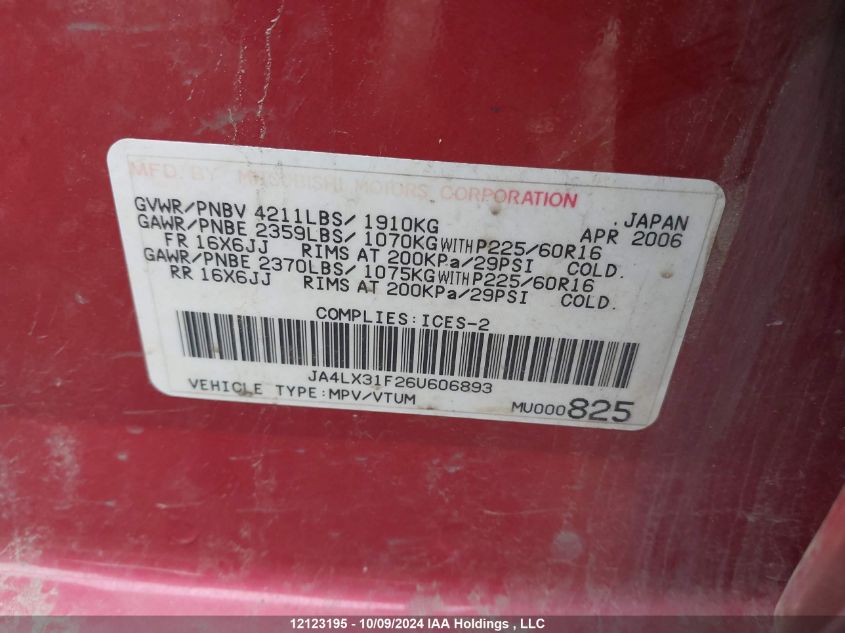 MFD. BY MITSUBISHI MOTORS CORPORATION
JAPAN
GVWR/PNBV 4211LBS/1910KG APR 2006
GAWR/PNBE 2359LBS/1070KG WITH P225/60R16
FR 16X6JJ RIMS AT 200KPa/29PSI COLD.
GAWR/PNBE 2370LBS/1075KG WITH P225/60R16
RR 16X6JJ RIMS AT 200KPa/29PSI COLD.
COMPLIES:ICES-2
JA4LX31F26U606893
VEHICLE TYPE:MPV/VTUM MU000825
12123195 - 10/09/2024 IAA Holdings , LLC